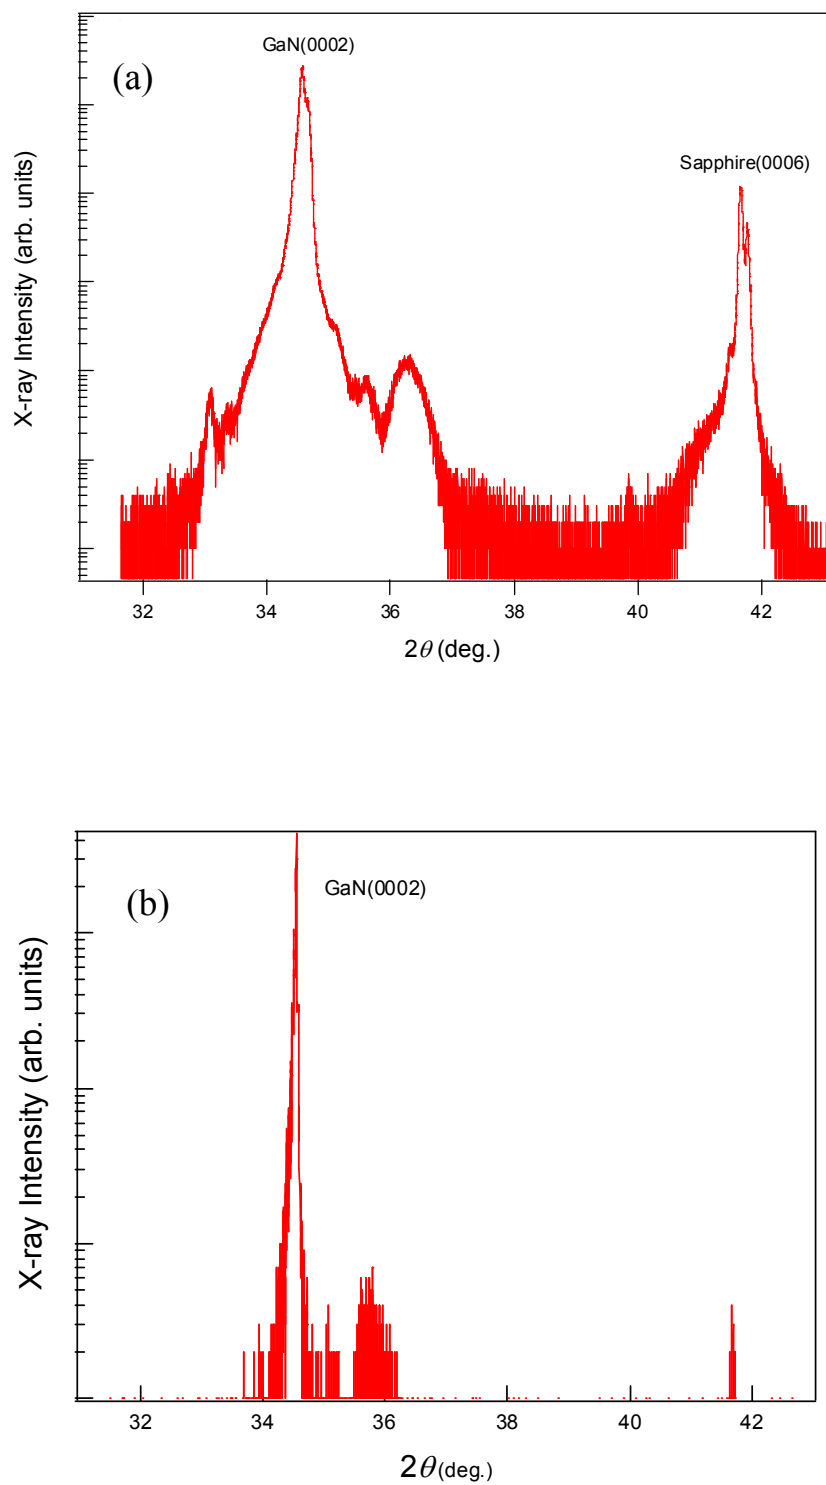 GaN(0002)
(a)
Sapphire(0006)
X-ray Intensity (arb. units)
32 34 36 38 40 42
2θ (deg.)
(b)
GaN(0002)
X-ray Intensity (arb. units)
32 34 36 38 40 42
2θ(deg.)